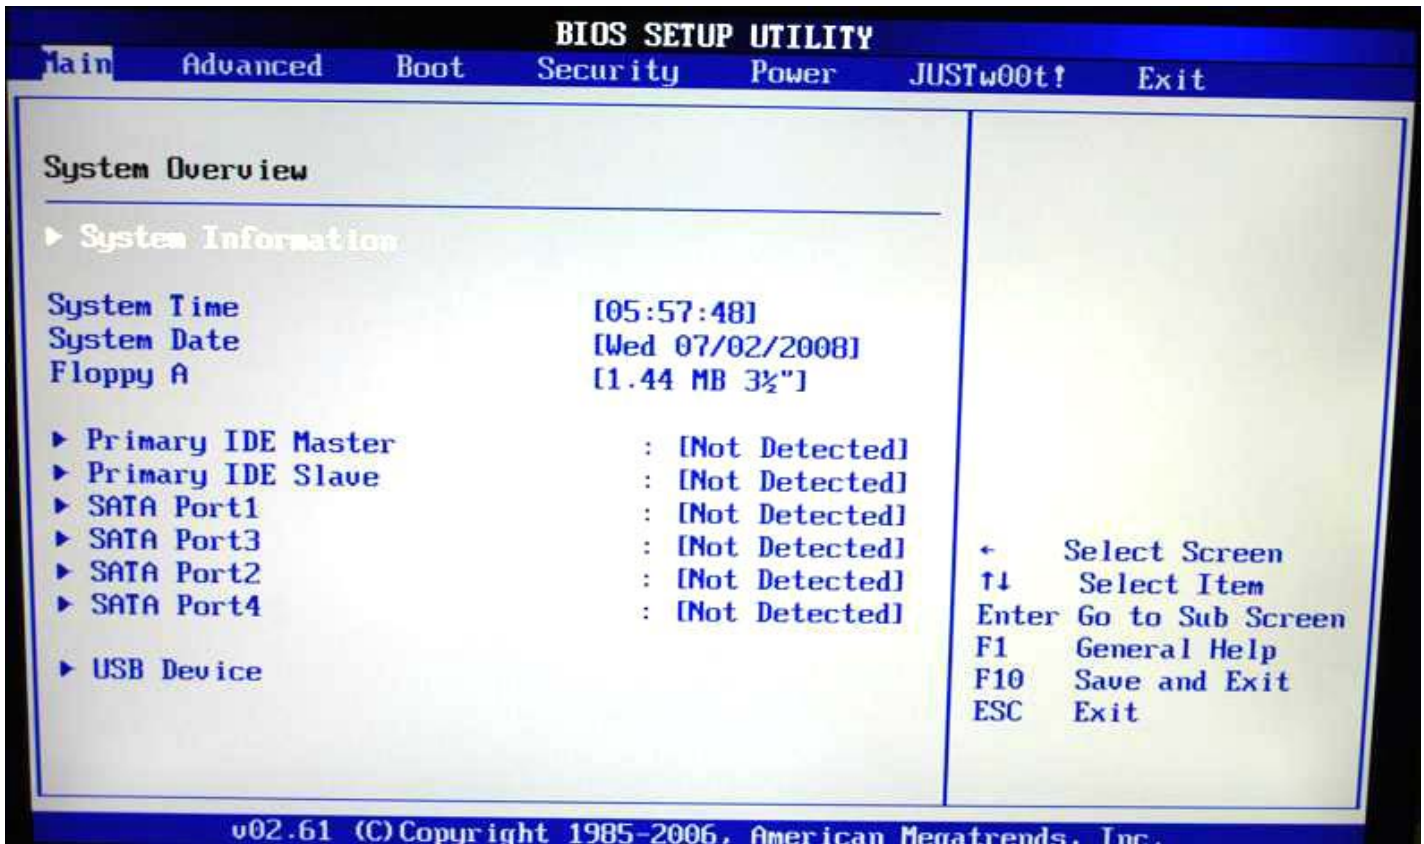 BIOS SETUP UTILITY
Main Advanced Boot Security Power JUSTw00t! Exit
System Overview
▶ System Information
System Time [05:57:48]
System Date [Wed 07/02/2008]
Floppy A [1.44 MB 3½"]
▶ Primary IDE Master : [Not Detected]
▶ Primary IDE Slave : [Not Detected]
▶ SATA Port1 : [Not Detected]
▶ SATA Port3 : [Not Detected]
▶ SATA Port2 : [Not Detected]
▶ SATA Port4 : [Not Detected]
▶ USB Device
← Select Screen
↑↓ Select Item
Enter Go to Sub Screen
F1 General Help
F10 Save and Exit
ESC Exit
v02.61 (C)Copyright 1985-2006, American Megatrends, Inc.